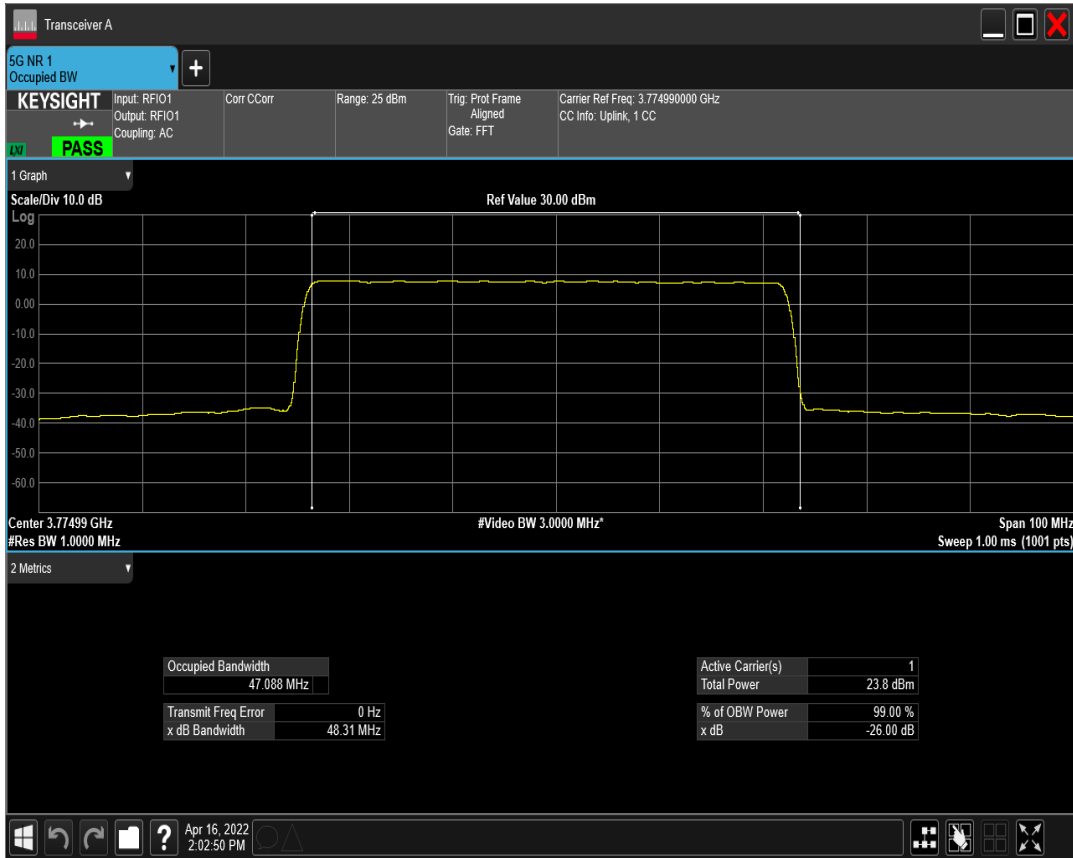 Transceiver A
5G NR 1
Occupied BW
+
KEYSIGHT
LXI
PASS
Input: RFIO1
Output: RFIO1
Coupling: AC
Corr CCorr
Range: 25 dBm
Trig: Prot Frame
Aligned
Gate: FFT
Carrier Ref Freq: 3.774990000 GHz
CC Info: Uplink, 1 CC
1 Graph
Scale/Div 10.0 dB
Ref Value 30.00 dBm
Log
20.0
10.0
0.00
-10.0
-20.0
-30.0
-40.0
-50.0
-60.0
Center 3.77499 GHz
#Video BW 3.0000 MHz*
Span 100 MHz
#Res BW 1.0000 MHz
Sweep 1.00 ms (1001 pts)
2 Metrics
Occupied Bandwidth
47.088 MHz
Transmit Freq Error 0 Hz
x dB Bandwidth 48.31 MHz
Active Carrier(s) 1
Total Power 23.8 dBm
% of OBW Power 99.00 %
x dB -26.00 dB
?
Apr 16, 2022
2:02:50 PM